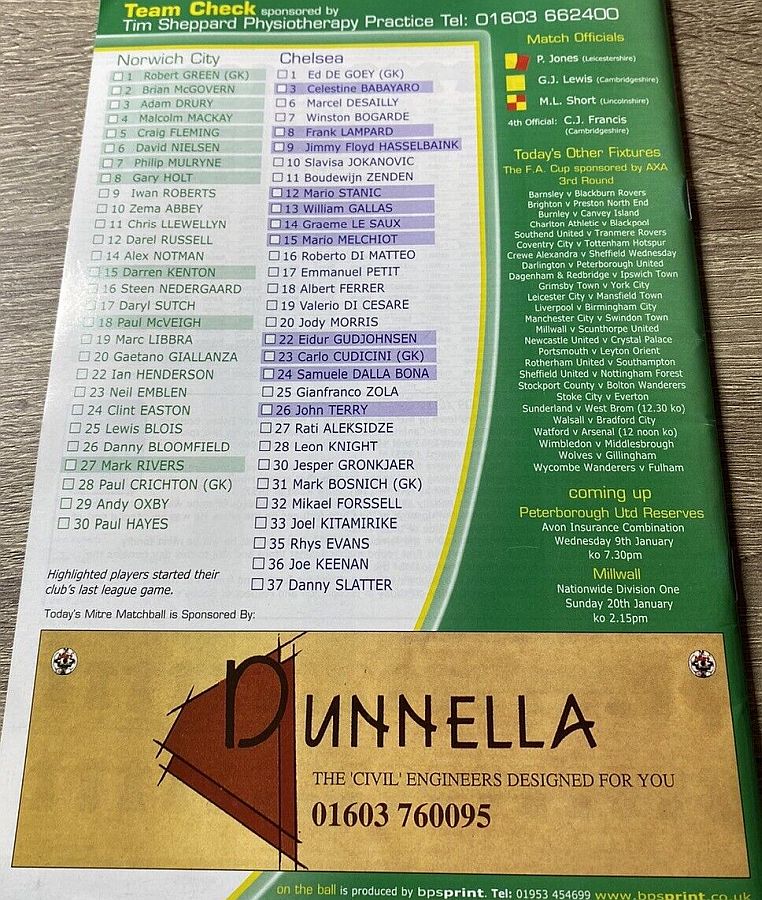 Team Check sponsored by
Tim Sheppard Physiotherapy Practice Tel: 01603 662400
Norwich City
1 Robert GREEN (GK)
2 Brian McGOVERN
3 Adam DRURY
4 Malcolm MACKAY
5 Craig FLEMING
6 David NIELSEN
7 Philip MULRYNE
8 Gary HOLT
9 Iwan ROBERTS
10 Zema ABBEY
11 Chris LLEWELLYN
12 Darel RUSSELL
14 Alex NOTMAN
15 Darren KENTON
16 Steen NEDERGAARD
17 Daryl SUTCH
18 Paul McVEIGH
19 Marc LIBBRA
20 Gaetano GIALLANZA
22 Ian HENDERSON
23 Neil EMBLEN
24 Clint EASTON
25 Lewis BLOIS
26 Danny BLOOMFIELD
27 Mark RIVERS
28 Paul CRICHTON (GK)
29 Andy OXBY
30 Paul HAYES
Highlighted players started their
club's last league game.
Chelsea
1 Ed DE GOEY (GK)
3 Celestine BABAYARO
6 Marcel DESAILLY
7 Winston BOGARDE
8 Frank LAMPARD
9 Jimmy Floyd HASSELBAINK
10 Slavisa JOKANOVIC
11 Boudewijn ZENDEN
12 Mario STANIC
13 William GALLAS
14 Graeme LE SAUX
15 Mario MELCHIOT
16 Roberto DI MATTEO
17 Emmanuel PETIT
18 Albert FERRER
19 Valerio DI CESARE
20 Jody MORRIS
22 Eidur GUDJOHNSEN
23 Carlo CUDICINI (GK)
24 Samuele DALLA BONA
25 Gianfranco ZOLA
26 John TERRY
27 Rati ALEKSIDZE
28 Leon KNIGHT
30 Jesper GRONKJAER
31 Mark BOSNICH (GK)
32 Mikael FORSSELL
33 Joel KITAMIRIKE
35 Rhys EVANS
36 Joe KEENAN
37 Danny SLATTER
Match Officials
P. Jones (Leicestershire)
G.J. Lewis (Cambridgeshire)
M.L. Short (Lincolnshire)
4th Official: C.J. Francis
(Cambridgeshire)
Today's Other Fixtures
The F.A. Cup sponsored by AXA
3rd Round
Barnsley v Blackburn Rovers
Brighton v Preston North End
Burnley v Canvey Island
Charlton Athletic v Blackpool
Southend United v Tranmere Rovers
Coventry City v Tottenham Hotspur
Crewe Alexandra v Sheffield Wednesday
Darlington v Peterborough United
Dagenham & Redbridge v Ipswich Town
Grimsby Town v York City
Leicester City v Mansfield Town
Liverpool v Birmingham City
Manchester City v Swindon Town
Millwall v Scunthorpe United
Newcastle United v Crystal Palace
Portsmouth v Leyton Orient
Rotherham United v Southampton
Sheffield United v Nottingham Forest
Stockport County v Bolton Wanderers
Stoke City v Everton
Sunderland v West Brom (12.30 ko)
Walsall v Bradford City
Watford v Arsenal (12 noon ko)
Wimbledon v Middlesbrough
Wolves v Gillingham
Wycombe Wanderers v Fulham
coming up
Peterborough Utd Reserves
Avon Insurance Combination
Wednesday 9th January
ko 7.30pm
Millwall
Nationwide Division One
Sunday 20th January
ko 2.15pm
Today's Mitre Matchball is Sponsored By:
DUNNELLA
THE 'CIVIL' ENGINEERS DESIGNED FOR YOU
01603 760095
on the ball is produced by bpsprint. Tel: 01953 454699 www.bpsprint.co.uk